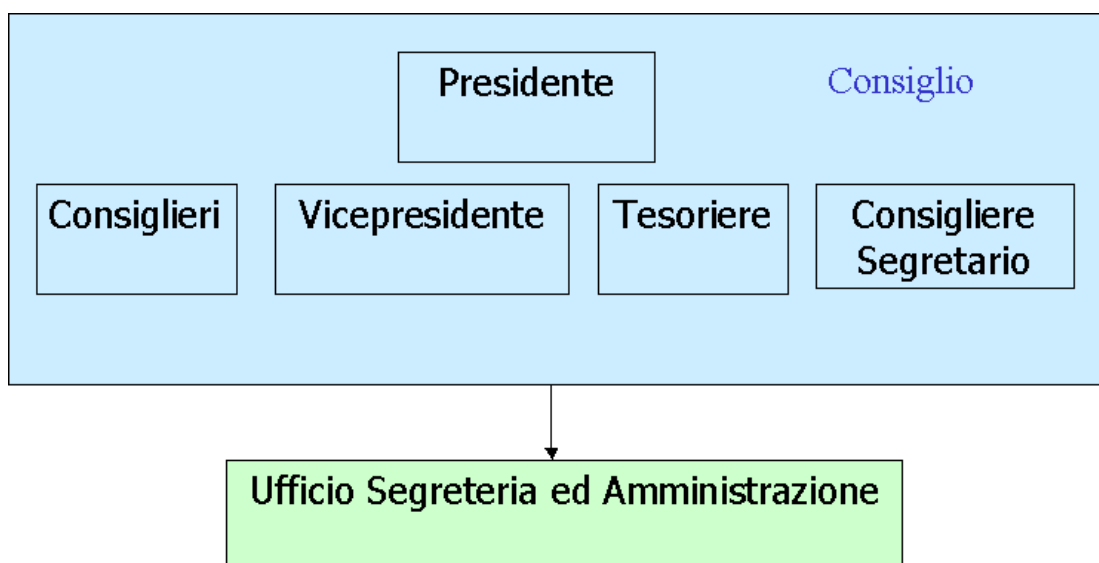 Presidente
Consiglio
Consiglieri
Vicepresidente
Tesoriere
Consigliere
Segretario
Ufficio Segreteria ed Amministrazione